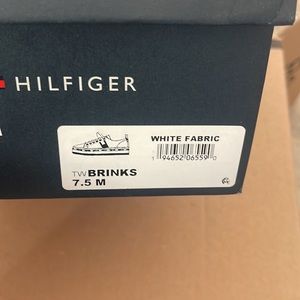 HILFIGER
WHITE FABRIC
1 94652 06559 0
TWBRINKS
7.5 M